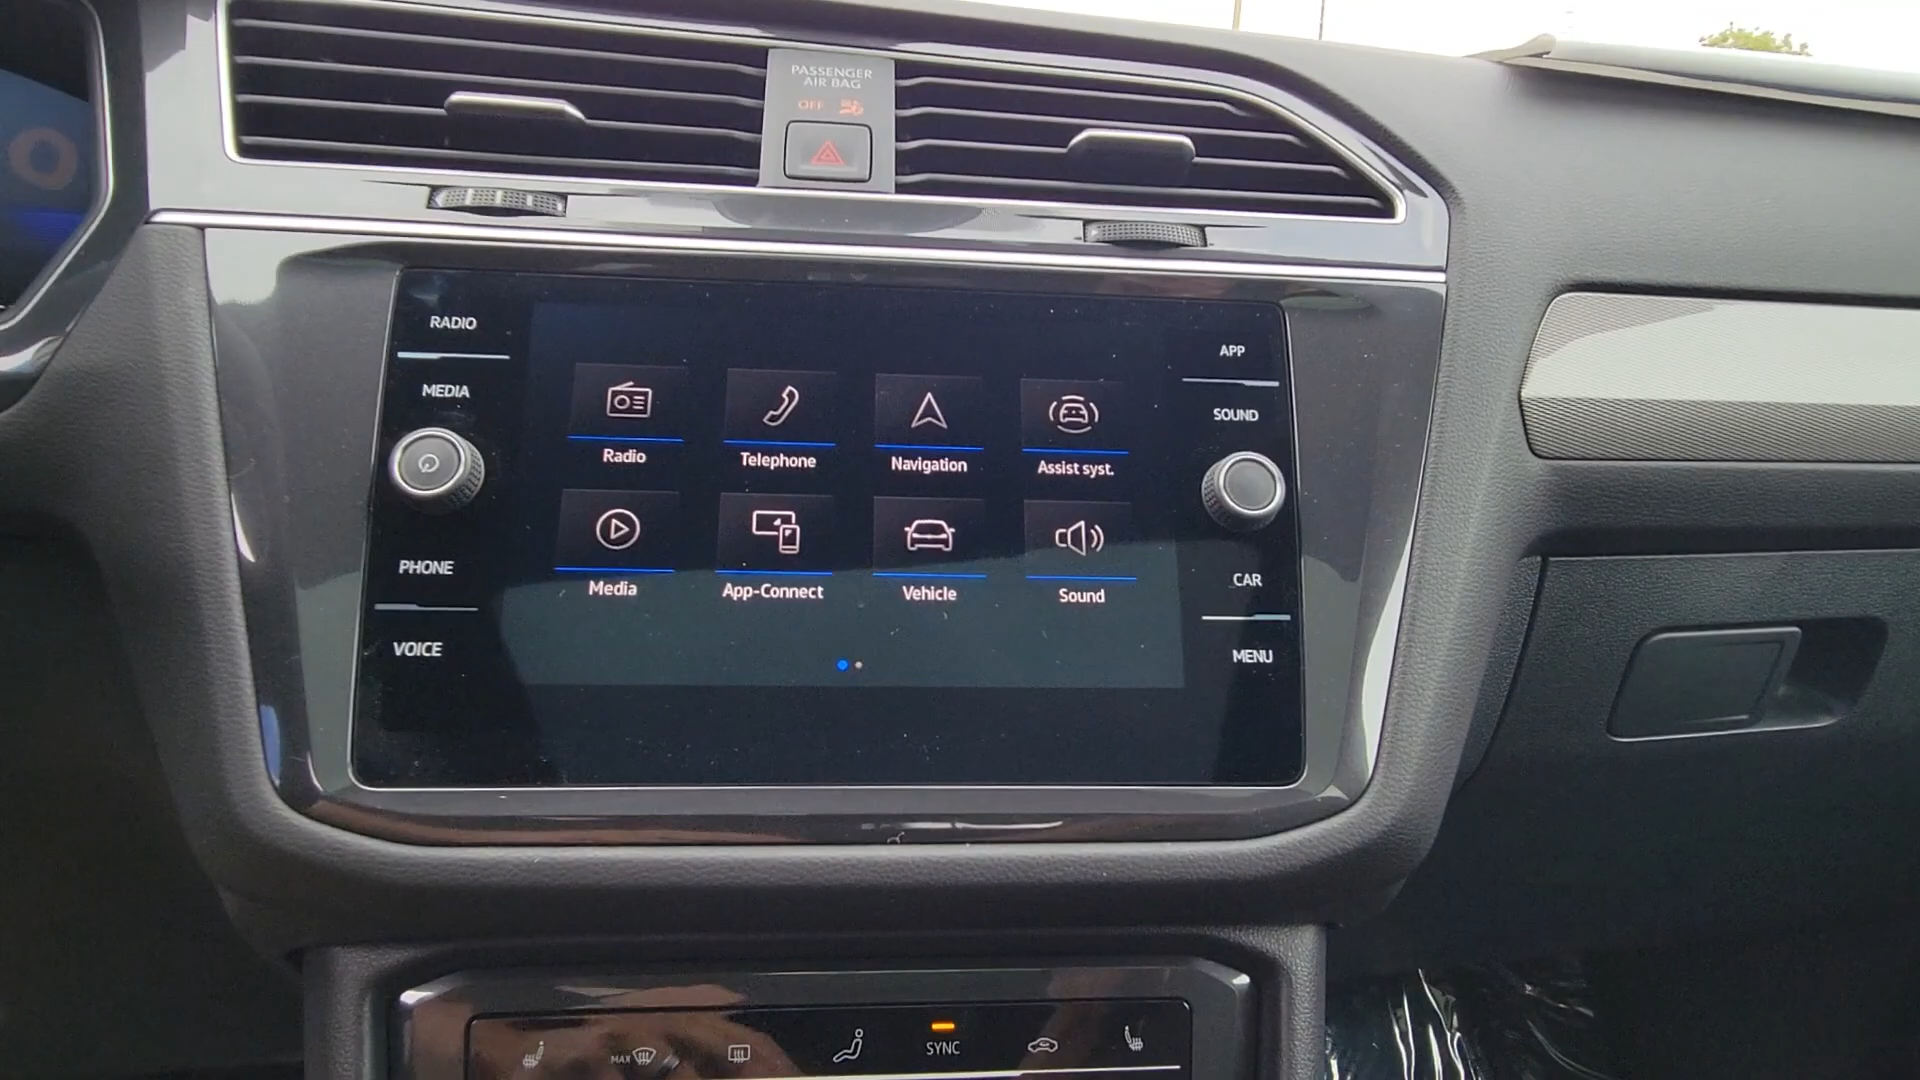 PASSENGER
AIR BAG
OFF
RADIO
MEDIA
PHONE
VOICE
APP
SOUND
CAR
MENU
Radio
Telephone
Navigation
Assist syst.
Media
App-Connect
Vehicle
Sound
MAX
SYNC